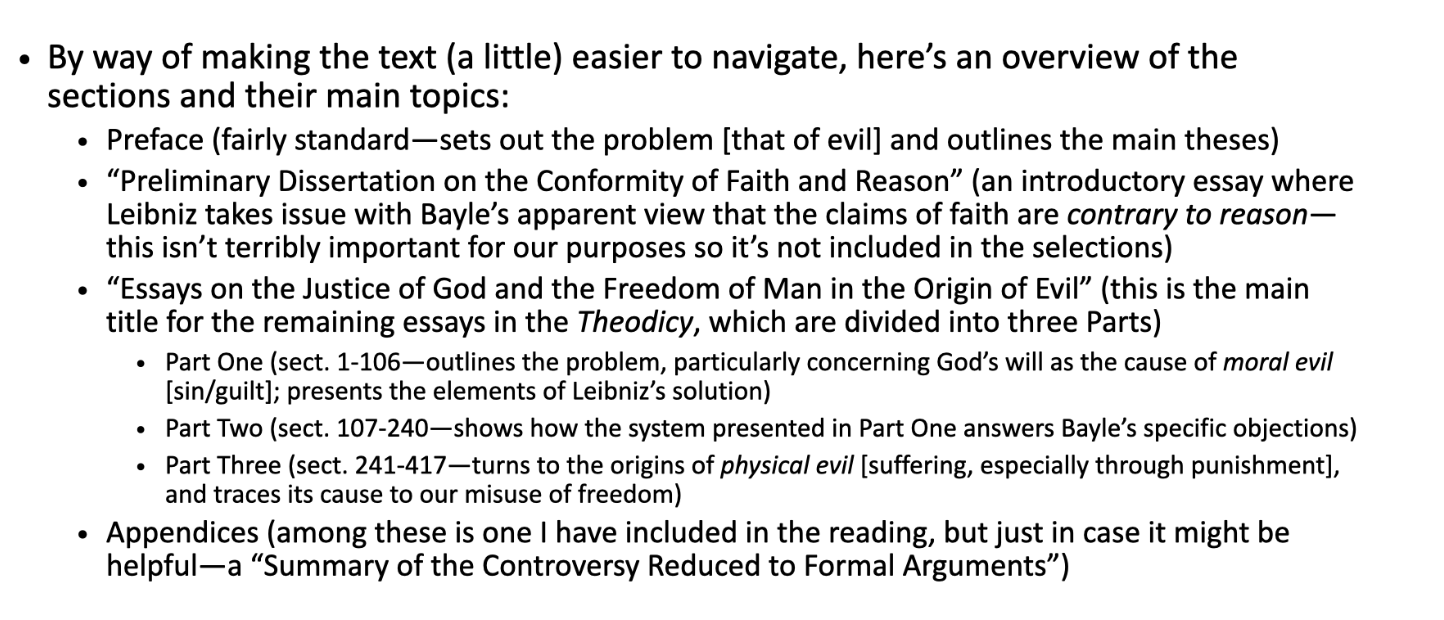 • By way of making the text (a little) easier to navigate, here’s an overview of the
sections and their main topics:
• Preface (fairly standard—sets out the problem [that of evil] and outlines the main theses)
• “Preliminary Dissertation on the Conformity of Faith and Reason” (an introductory essay where
Leibniz takes issue with Bayle’s apparent view that the claims of faith are contrary to reason—
this isn’t terribly important for our purposes so it’s not included in the selections)
• “Essays on the Justice of God and the Freedom of Man in the Origin of Evil” (this is the main
title for the remaining essays in the Theodicy, which are divided into three Parts)
• Part One (sect. 1-106—outlines the problem, particularly concerning God’s will as the cause of moral evil
[sin/guilt]; presents the elements of Leibniz’s solution)
• Part Two (sect. 107-240—shows how the system presented in Part One answers Bayle’s specific objections)
• Part Three (sect. 241-417—turns to the origins of physical evil [suffering, especially through punishment],
and traces its cause to our misuse of freedom)
• Appendices (among these is one I have included in the reading, but just in case it might be
helpful—a “Summary of the Controversy Reduced to Formal Arguments”)